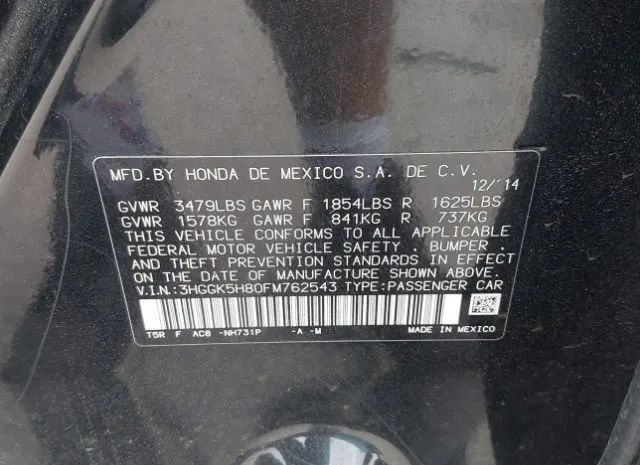 MFD.BY HONDA DE MEXICO S.A. DE C.V.
12/'14
GVWR 3479LBS GAWR F 1854LBS R 1625LBS
GVWR 1578KG GAWR F 841KG R 737KG
THIS VEHICLE CONFORMS TO ALL APPLICABLE
FEDERAL MOTOR VEHICLE SAFETY . BUMPER .
AND THEFT PREVENTION STANDARDS IN EFFECT
ON THE DATE OF MANUFACTURE SHOWN ABOVE.
V.I.N.:3HGGK5H80FM762543 TYPE:PASSENGER CAR
T5R F AC8 -NH731P -A -M MADE IN MEXICO